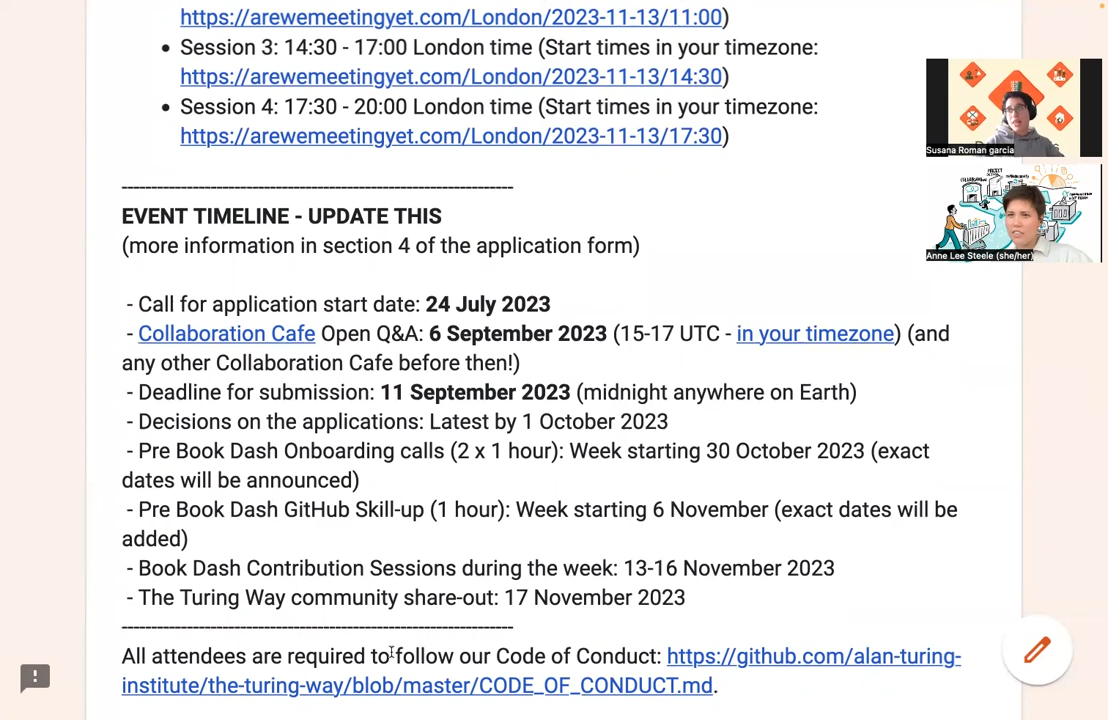 https://arewemeetingyet.com/London/2023-11-13/11:00)
• Session 3: 14:30 - 17:00 London time (Start times in your timezone:
https://arewemeetingyet.com/London/2023-11-13/14:30)
• Session 4: 17:30 - 20:00 London time (Start times in your timezone:
https://arewemeetingyet.com/London/2023-11-13/17:30)
-------------------------------------------------------------------
EVENT TIMELINE - UPDATE THIS
(more information in section 4 of the application form)
- Call for application start date: 24 July 2023
- Collaboration Cafe Open Q&A: 6 September 2023 (15-17 UTC - in your timezone) (and
any other Collaboration Cafe before then!)
- Deadline for submission: 11 September 2023 (midnight anywhere on Earth)
- Decisions on the applications: Latest by 1 October 2023
- Pre Book Dash Onboarding calls (2 x 1 hour): Week starting 30 October 2023 (exact
dates will be announced)
- Pre Book Dash GitHub Skill-up (1 hour): Week starting 6 November (exact dates will be
added)
- Book Dash Contribution Sessions during the week: 13-16 November 2023
- The Turing Way community share-out: 17 November 2023
-------------------------------------------------------------------
All attendees are required to follow our Code of Conduct: https://github.com/alan-turing-
institute/the-turing-way/blob/master/CODE_OF_CONDUCT.md.
Susana Roman garcia
Anne Lee Steele (she/her)